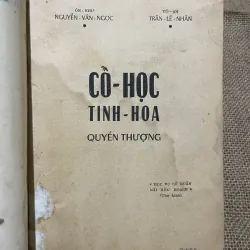 ÔN-NHƯ
NGUYỄN-VĂN-NGỌC
TỬ-AN
TRẦN-LÊ-NHÂN
CỔ-HỌC
TINH-HOA
QUYỂN THƯỢNG